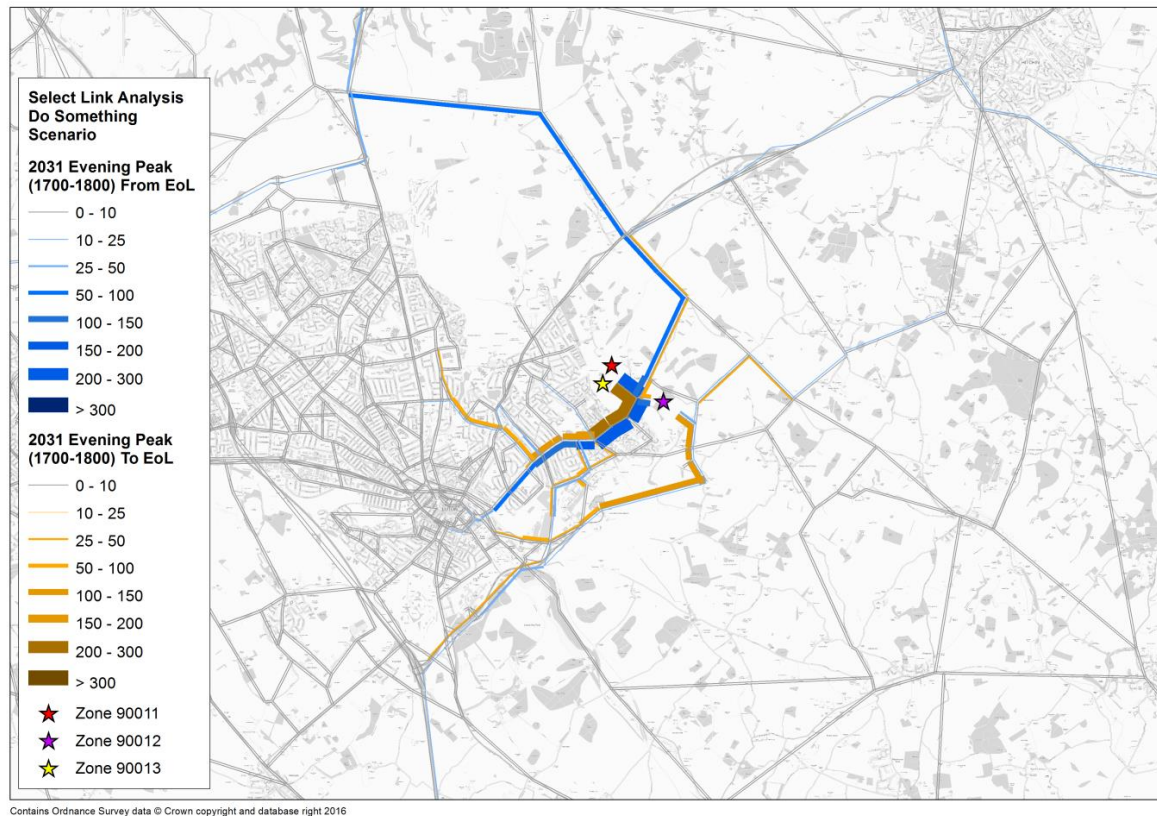 Select Link Analysis
Do Something
Scenario
2031 Evening Peak
(1700-1800) From EoL
0 - 10
10 - 25
25 - 50
50 - 100
100 - 150
150 - 200
200 - 300
> 300
2031 Evening Peak
(1700-1800) To EoL
0 - 10
10 - 25
25 - 50
50 - 100
100 - 150
150 - 200
200 - 300
> 300
Zone 90011
Zone 90012
Zone 90013
Contains Ordnance Survey data © Crown copyright and database right 2016